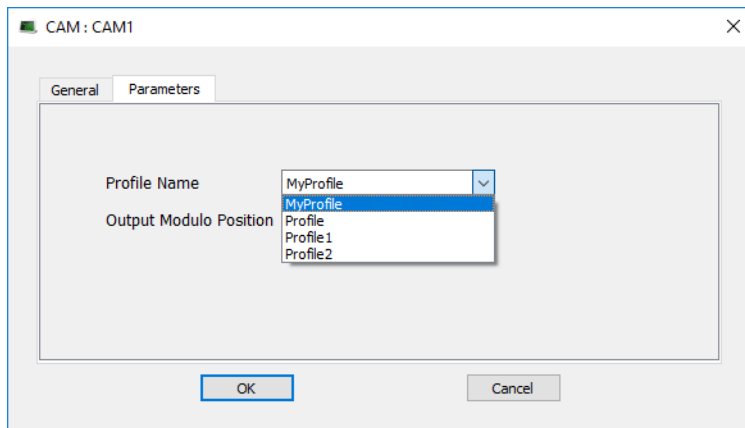 CAM : CAM1
General Parameters
Profile Name MyProfile
MyProfile
Output Modulo Position Profile
Profile1
Profile2
OK Cancel